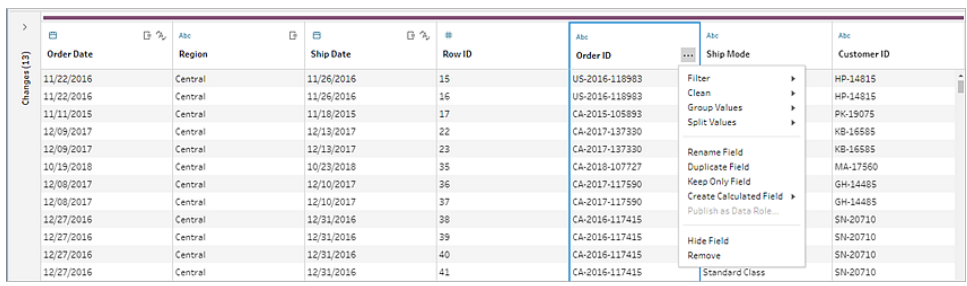 Changes (13)
Abc # Abc Abc Abc
Order Date Region Ship Date Row ID Order ID ... Ship Mode Customer ID
11/22/2016 Central 11/26/2016 15 US-2016-118983 HP-14815
11/22/2016 Central 11/26/2016 16 US-2016-118983 HP-14815
11/11/2015 Central 11/18/2015 17 CA-2015-105893 PK-19075
12/09/2017 Central 12/13/2017 22 CA-2017-137330 KB-16585
12/09/2017 Central 12/13/2017 23 CA-2017-137330 KB-16585
10/19/2018 Central 10/23/2018 35 CA-2018-107727 MA-17560
12/08/2017 Central 12/10/2017 36 CA-2017-117590 GH-14485
12/08/2017 Central 12/10/2017 37 CA-2017-117590 GH-14485
12/27/2016 Central 12/31/2016 38 CA-2016-117415 SN-20710
12/27/2016 Central 12/31/2016 39 CA-2016-117415 SN-20710
12/27/2016 Central 12/31/2016 40 CA-2016-117415 SN-20710
12/27/2016 Central 12/31/2016 41 CA-2016-117415 Standard Class SN-20710
Filter
Clean
Group Values
Split Values
Rename Field
Duplicate Field
Keep Only Field
Create Calculated Field
Publish as Data Role...
Hide Field
Remove